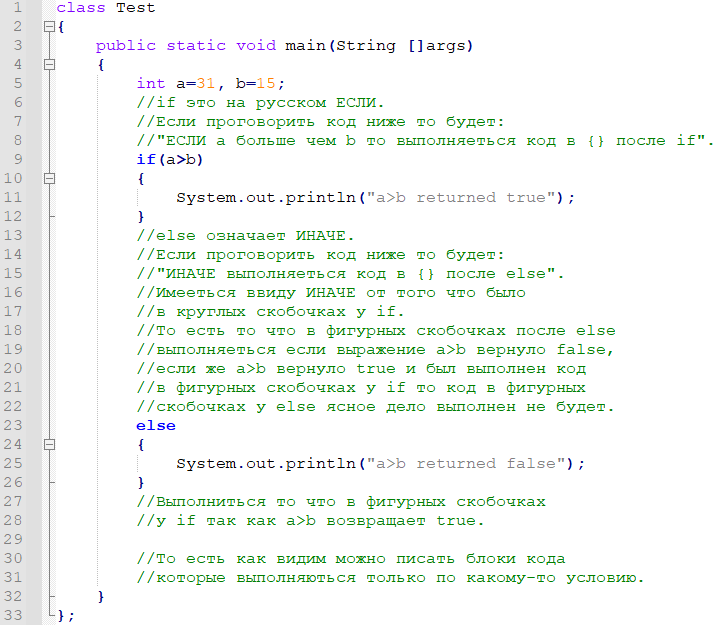 1 class Test
2 {
3 public static void main(String []args)
4 {
5 int a=31, b=15;
6 //if это на русском ЕСЛИ.
7 //Если проговорить код ниже то будет:
8 //"ЕСЛИ a больше чем b то выполняеться код в {} после if".
9 if(a>b)
10 {
11 System.out.println("a>b returned true");
12 }
13 //else означает ИНАЧЕ.
14 //Если проговорить код ниже то будет:
15 //"ИНАЧЕ выполняеться код в {} после else".
16 //Имееться ввиду ИНАЧЕ от того что было
17 //в круглых скобочках у if.
18 //То есть то что в фигурных скобочках после else
19 //выполняеться если выражение a>b вернуло false,
20 //если же a>b вернуло true и был выполнен код
21 //в фигурных скобочках у if то код в фигурных
22 //скобочках у else ясное дело выполнен не будет.
23 else
24 {
25 System.out.println("a>b returned false");
26 }
27 //Выполниться то что в фигурных скобочках
28 //у if так как a>b возвращает true.
29
30 //То есть как видим можно писать блоки кода
31 //которые выполняються только по какому-то условию.
32 }
33 };